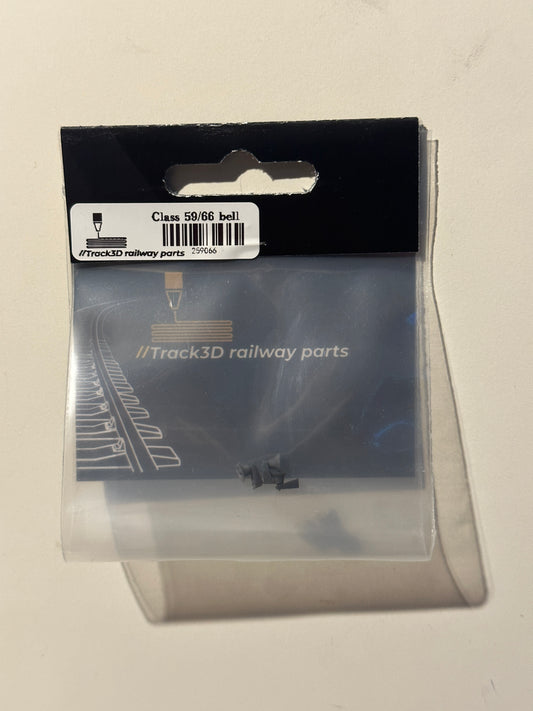 Class 59/66 bell
259066
//Track3D railway parts
//Track3D railway parts